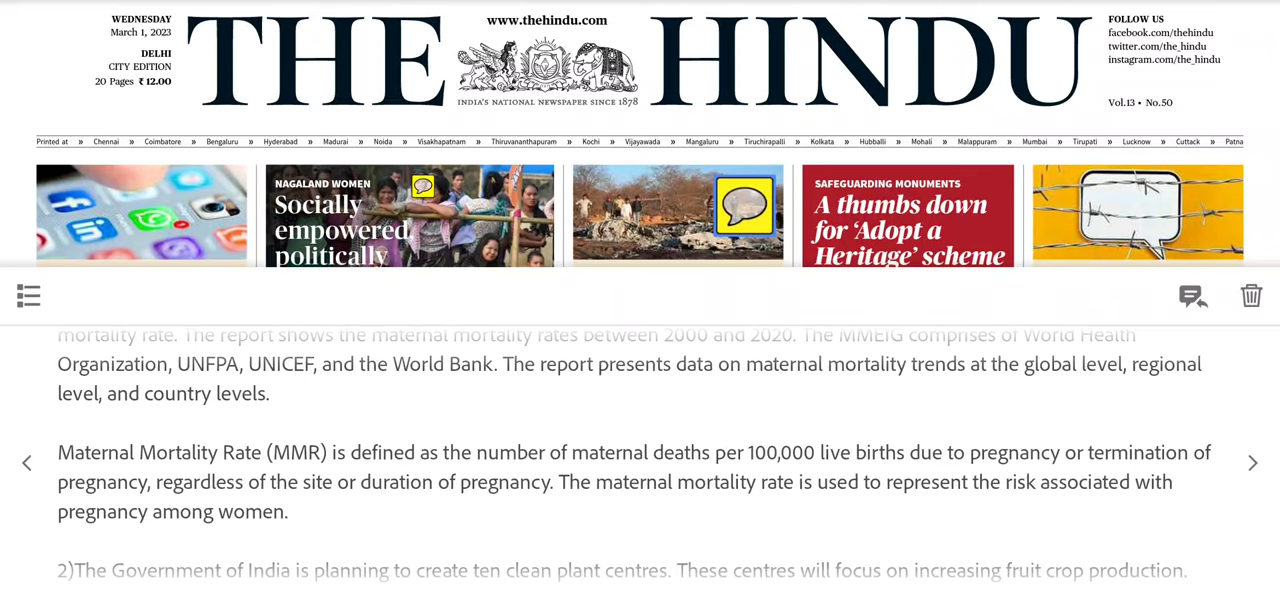 WEDNESDAY
March 1, 2023
DELHI
CITY EDITION
20 Pages ₹ 12.00
THE HINDU
www.thehindu.com
INDIA'S NATIONAL NEWSPAPER SINCE 1878
FOLLOW US
facebook.com/thehindu
twitter.com/the_hindu
instagram.com/the_hindu
Vol.13 • No.50
Printed at » Chennai » Coimbatore » Bengaluru » Hyderabad » Madurai » Noida » Visakhapatnam » Thiruvananthapuram » Kochi » Vijayawada » Mangaluru » Tiruchirapalli » Kolkata » Hubballi » Mohali » Malappuram » Mumbai » Tirupati » Lucknow » Cuttack » Patna
NAGALAND WOMEN
Socially
empowered,
politically
SAFEGUARDING MONUMENTS
A thumbs down
for ‘Adopt a
Heritage’ scheme
mortality rate. The report shows the maternal mortality rates between 2000 and 2020. The MMEIG comprises of World Health
Organization, UNFPA, UNICEF, and the World Bank. The report presents data on maternal mortality trends at the global level, regional
level, and country levels.
Maternal Mortality Rate (MMR) is defined as the number of maternal deaths per 100,000 live births due to pregnancy or termination of
pregnancy, regardless of the site or duration of pregnancy. The maternal mortality rate is used to represent the risk associated with
pregnancy among women.
2)The Government of India is planning to create ten clean plant centres. These centres will focus on increasing fruit crop production.